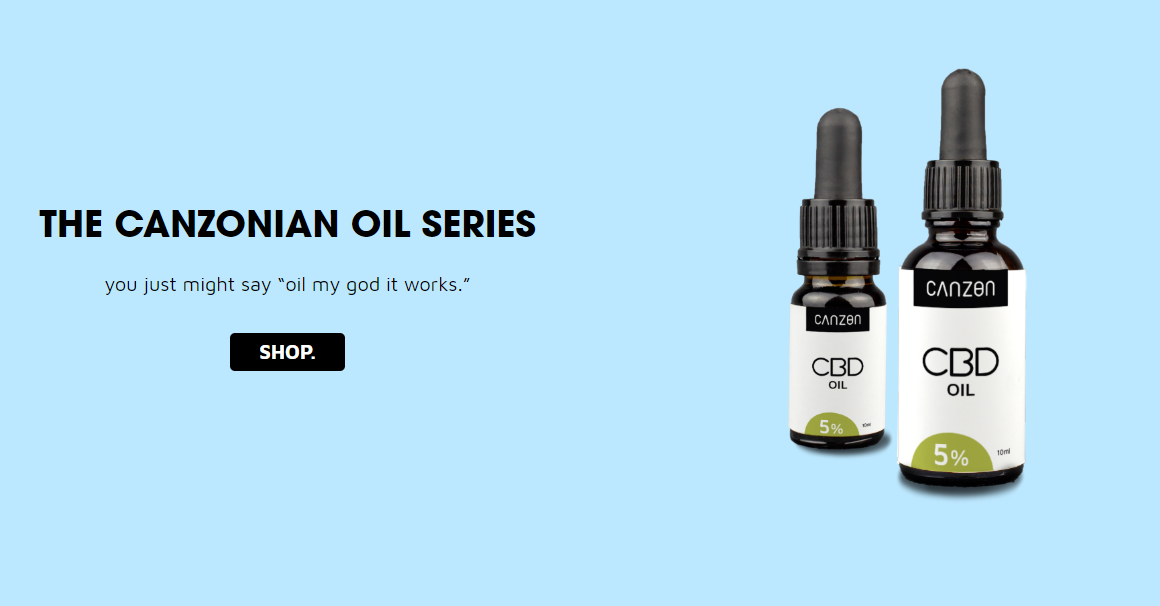 THE CANZONIAN OIL SERIES
you just might say “oil my god it works.”
SHOP.
CANZON
CBD
OIL
5%
10ml
CANZON
CBD
OIL
5%
10ml